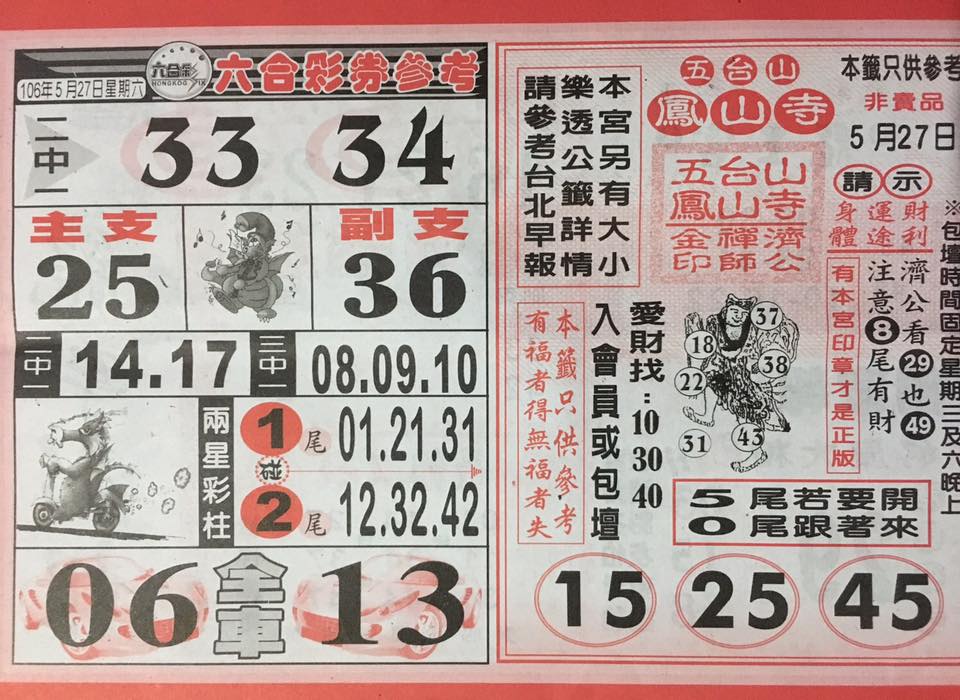 106年5月27日星期六
六合彩
HONGKOG SIX
六合彩券參考
二中一
33 34
主支
25
副支
36
二中一
14.17
三中一
08.09.10
兩星彩柱
1尾
01.21.31
碰
2尾
12.32.42
06
全車
13
本宮另有大小
樂透公籤詳情
請參考台北早報
五台山
鳳山寺
五台山
鳳山寺
金禪濟
印師公
本籤只供參考
非賣品
5月27日
請示
財利
運途
身體
濟公看29也49
注意8尾有財
※包壇時間固定星期三及六晚上
有本宮印章才是正版
本籤只供參考
有福者得無福者失
愛財找:10 30 40
入會員或包壇
37
18
38
22
31
43
5尾若要開
0尾跟著來
15 25 45